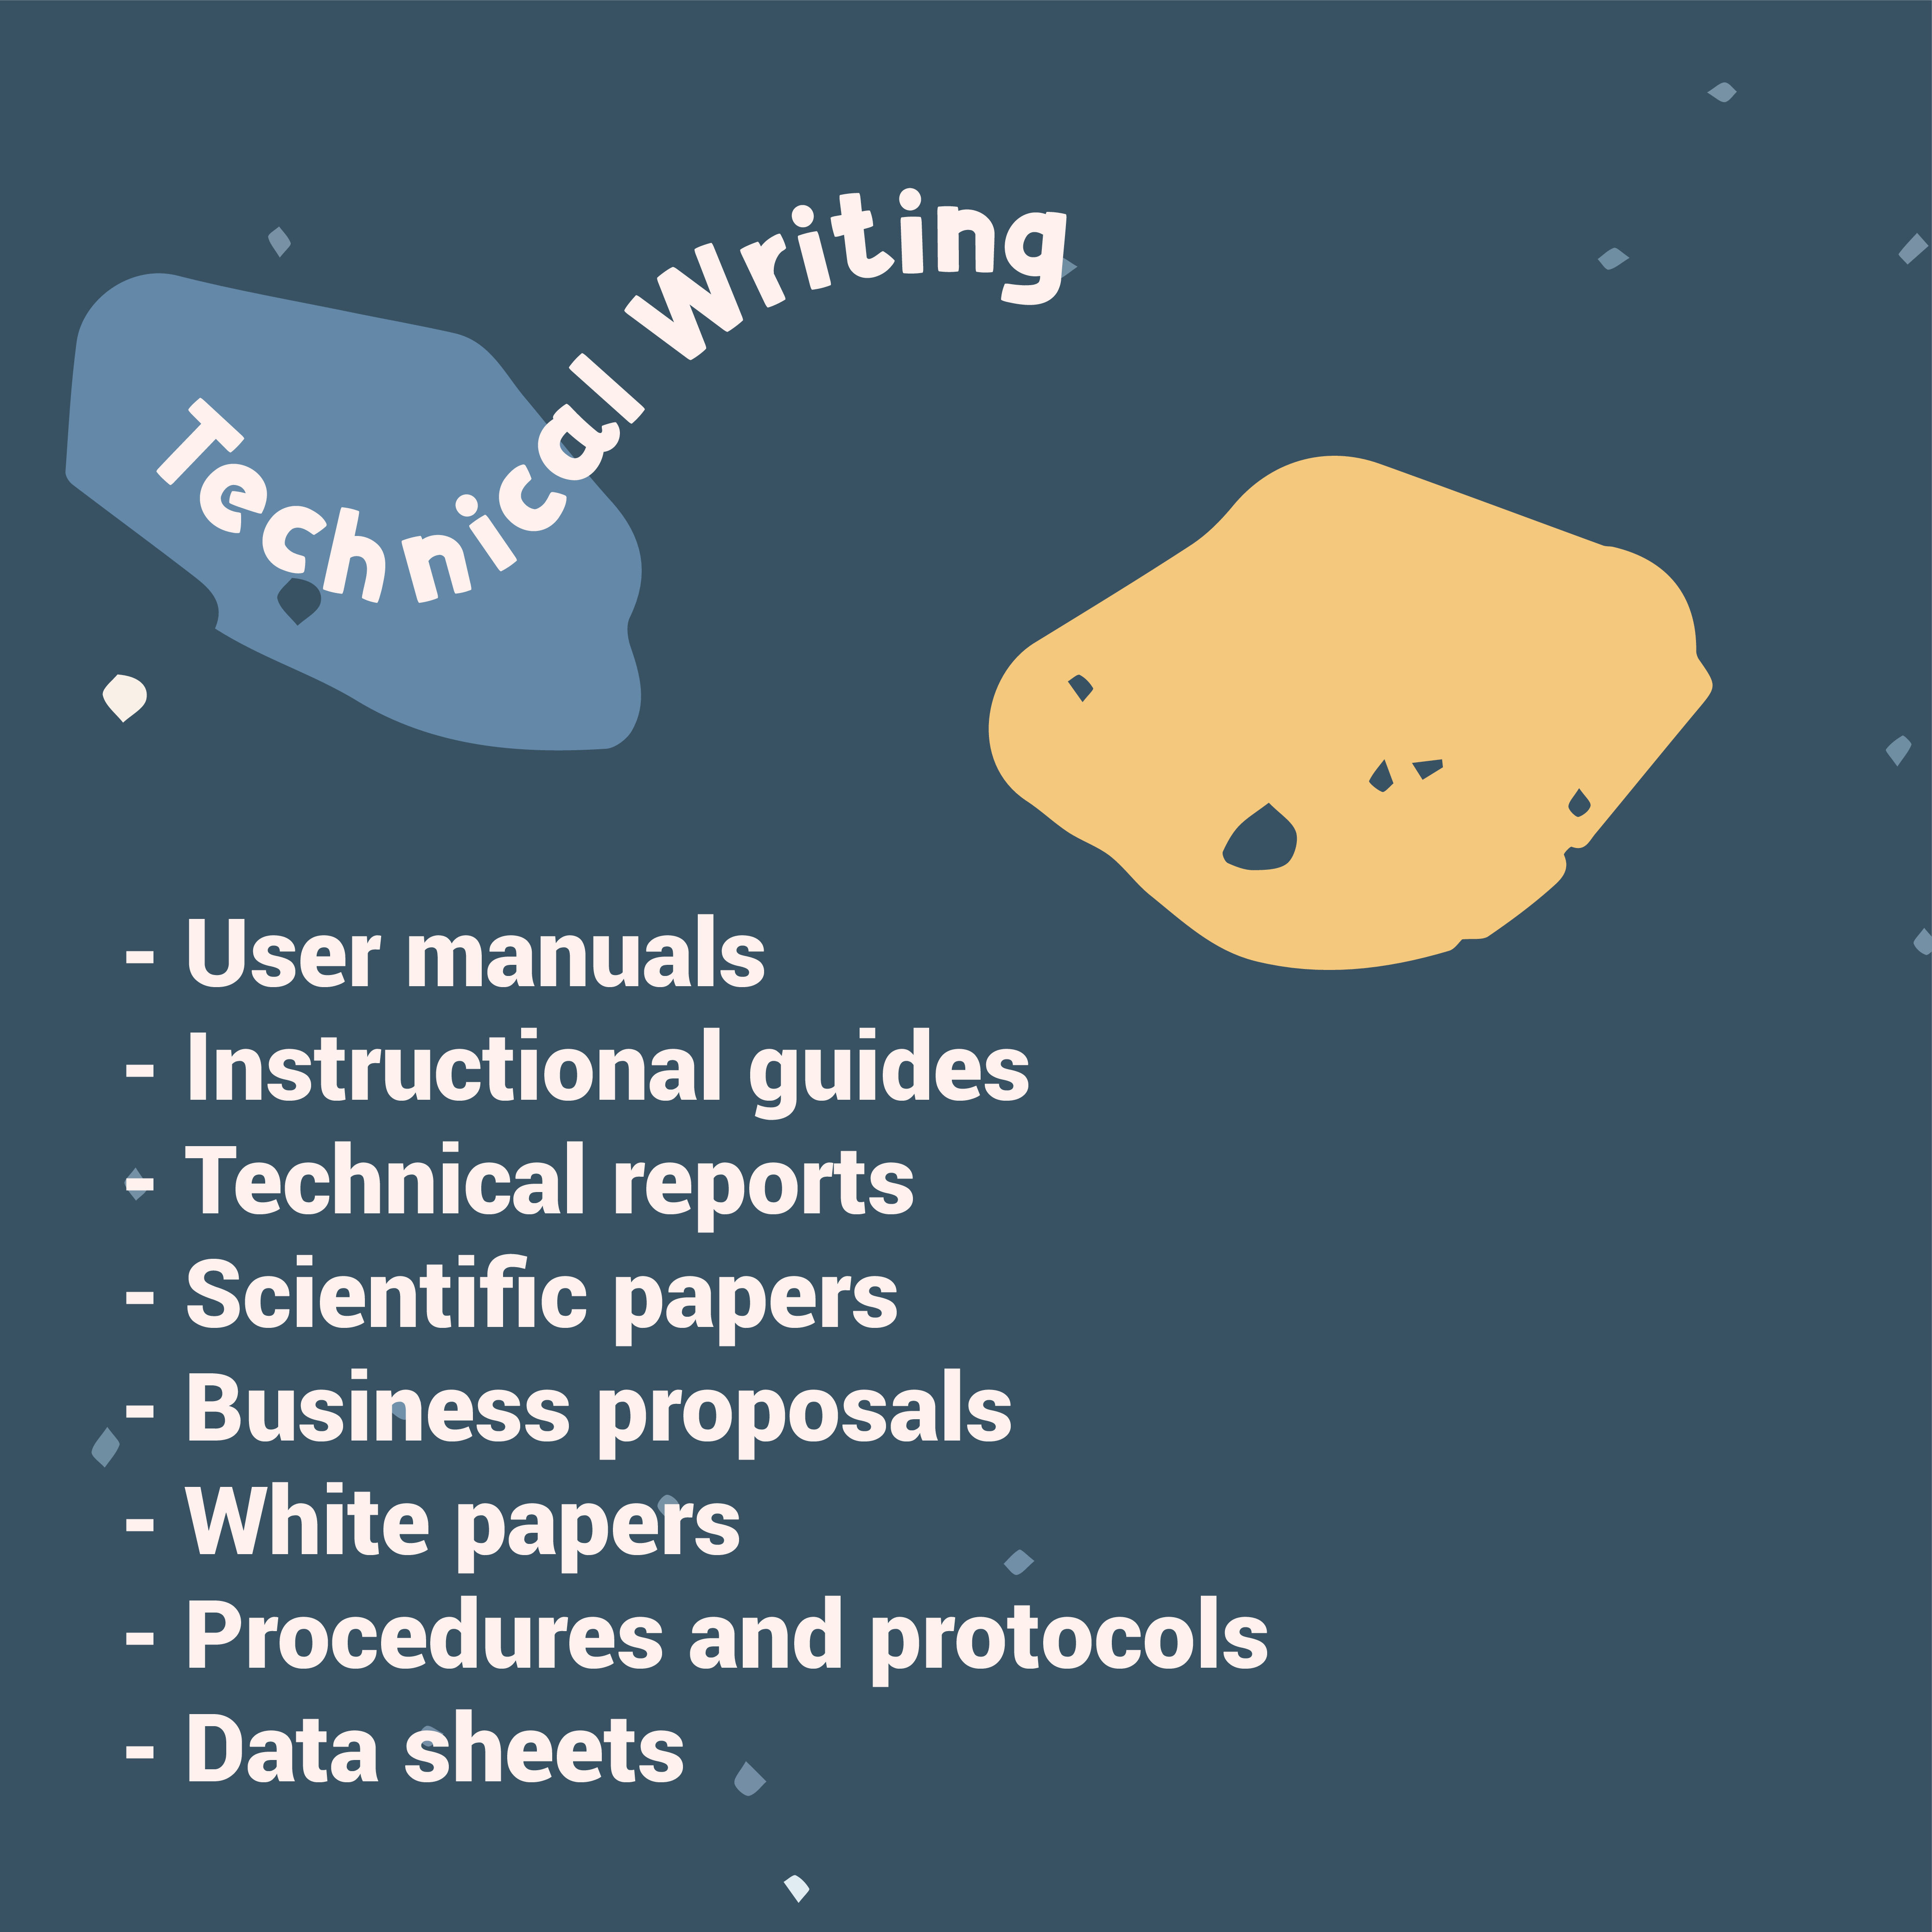 Technical Writing
- User manuals
- Instructional guides
- Technical reports
- Scientific papers
- Business proposals
- White papers
- Procedures and protocols
- Data sheets